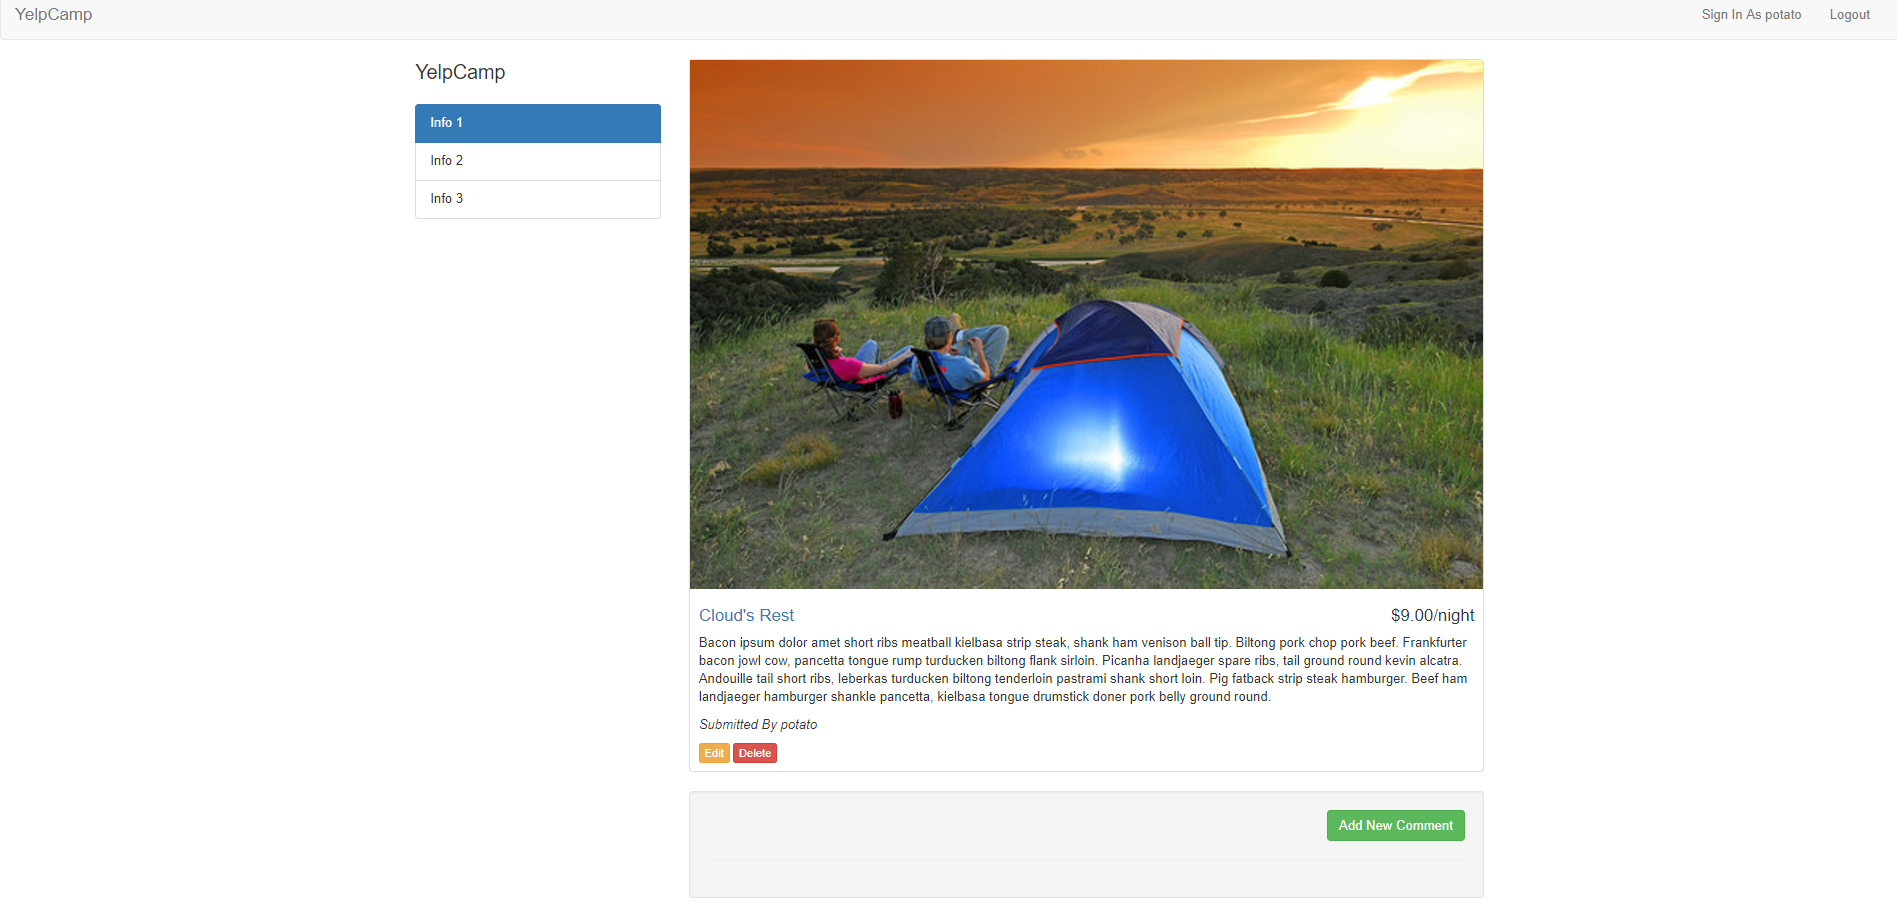 YelpCamp
Sign In As potato
Logout
YelpCamp
Info 1
Info 2
Info 3
Cloud's Rest
$9.00/night
Bacon ipsum dolor amet short ribs meatball kielbasa strip steak, shank ham venison ball tip. Biltong pork chop pork beef. Frankfurter
bacon jowl cow, pancetta tongue rump turducken biltong flank sirloin. Picanha landjaeger spare ribs, tail ground round kevin alcatra.
Andouille tail short ribs, leberkas turducken biltong tenderloin pastrami shank short loin. Pig fatback strip steak hamburger. Beef ham
landjaeger hamburger shankle pancetta, kielbasa tongue drumstick doner pork belly ground round.
Submitted By potato
Edit
Delete
Add New Comment